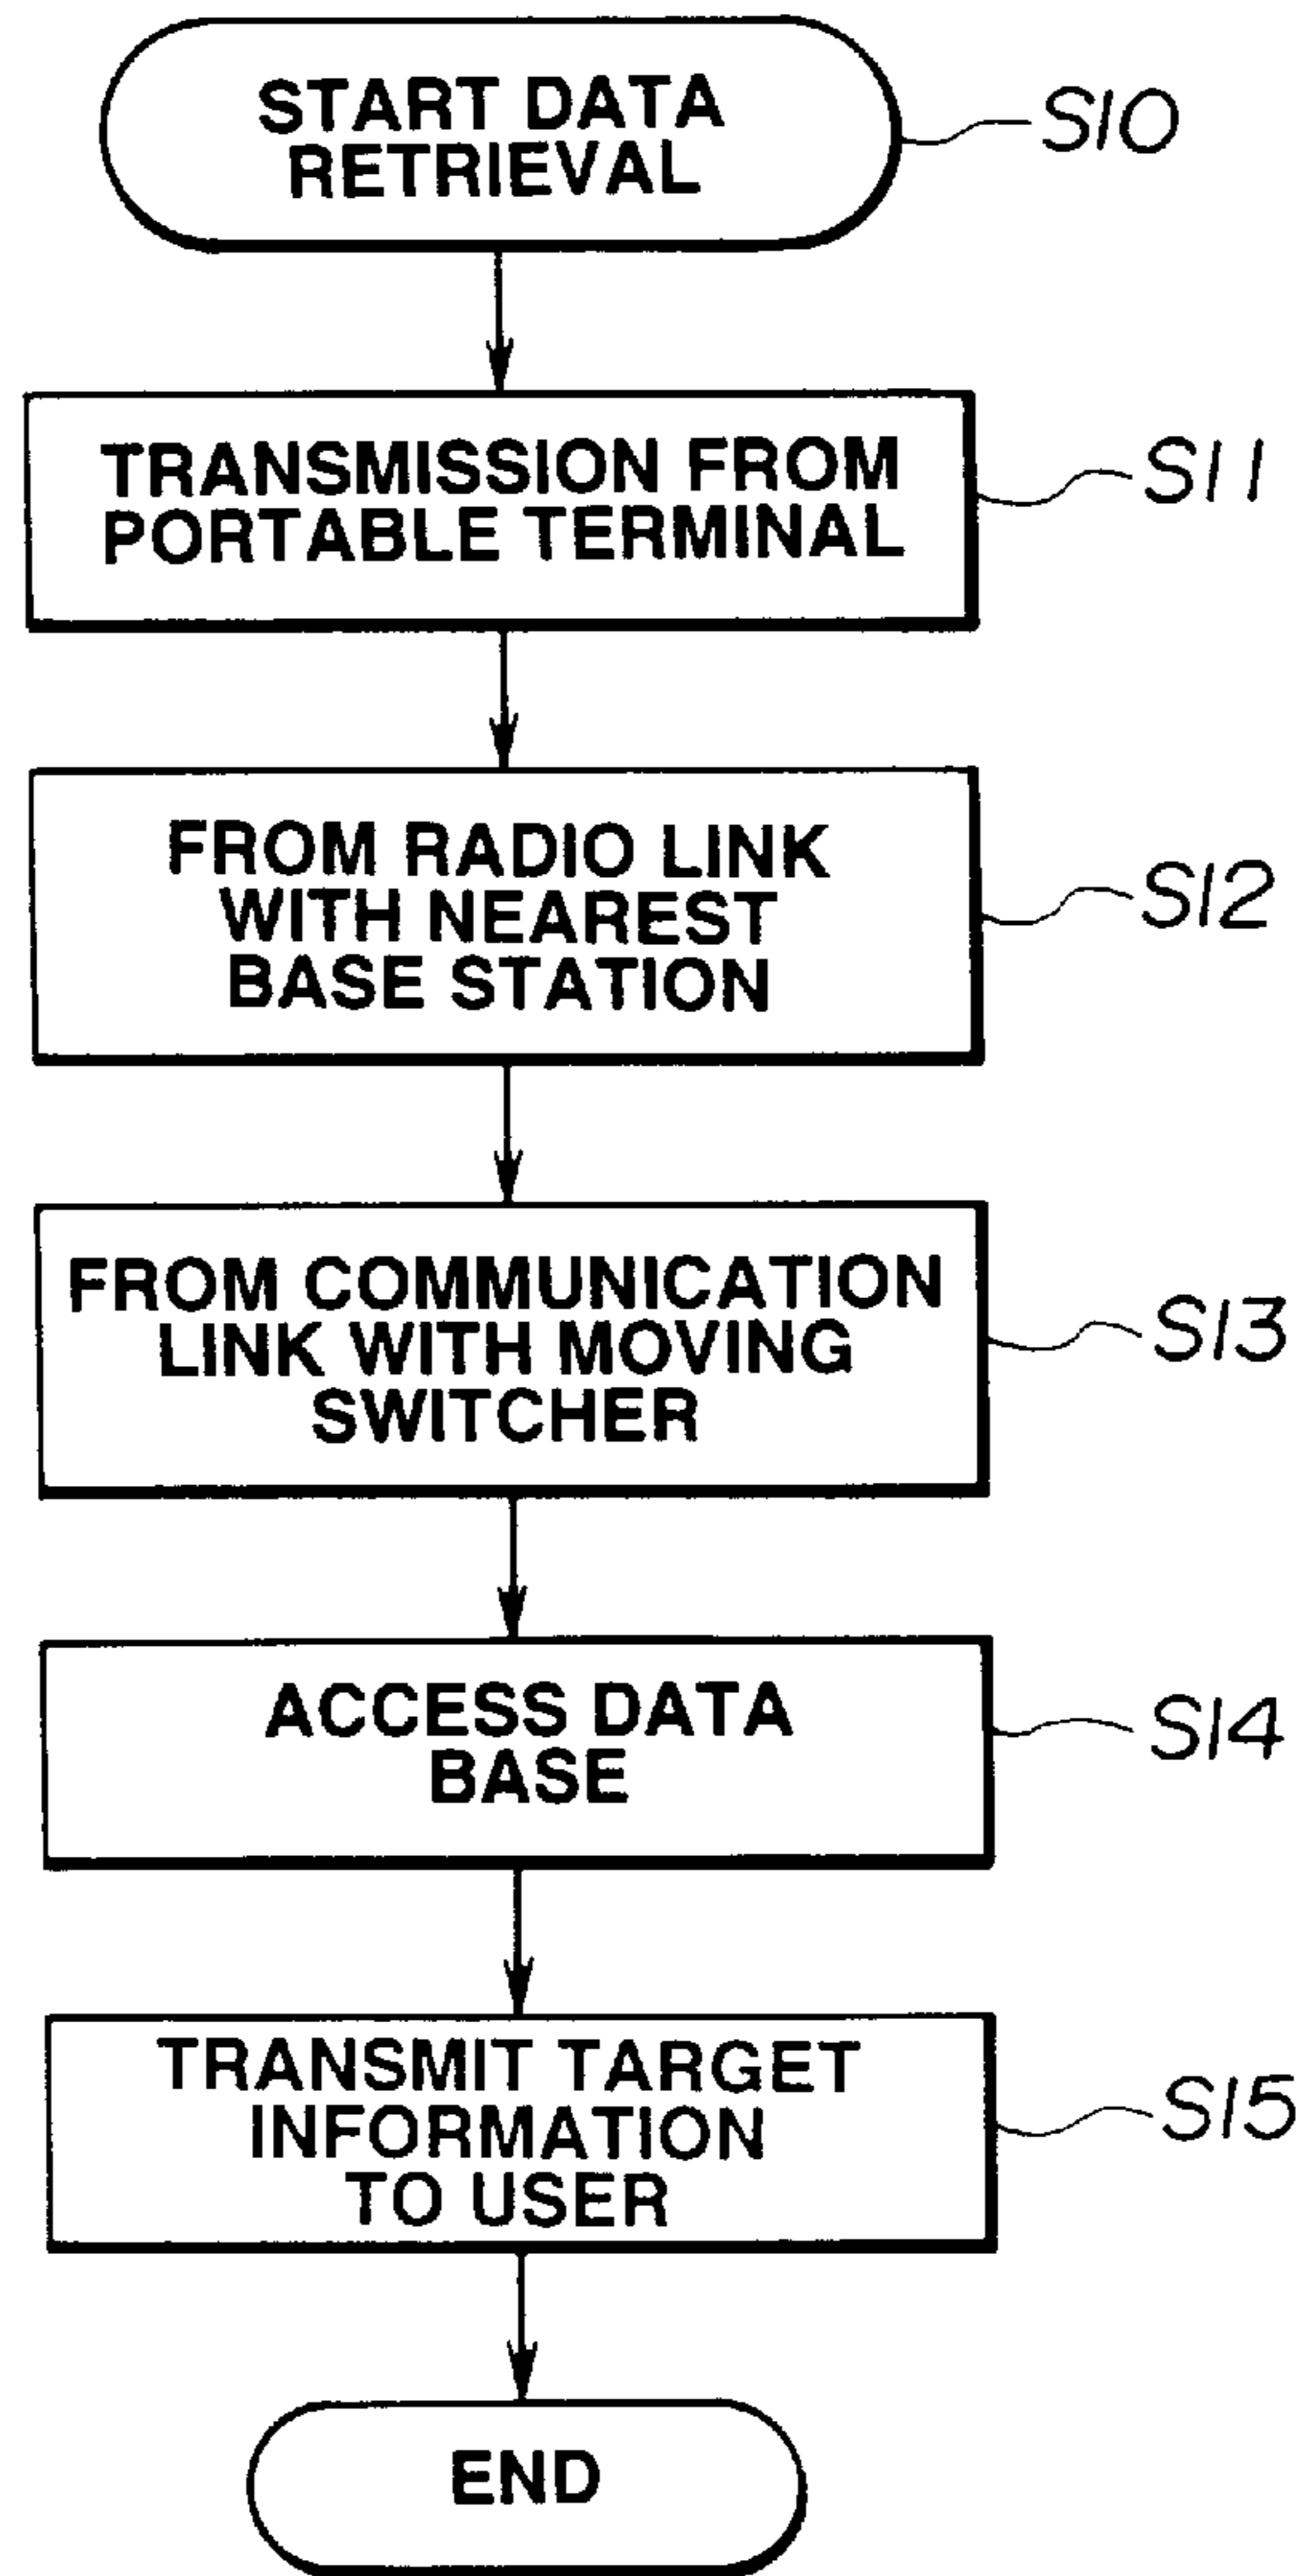 START DATA
RETRIEVAL
S10
TRANSMISSION FROM
PORTABLE TERMINAL
S11
FROM RADIO LINK
WITH NEAREST
BASE STATION
S12
FROM COMMUNICATION
LINK WITH MOVING
SWITCHER
S13
ACCESS DATA
BASE
S14
TRANSMIT TARGET
INFORMATION
TO USER
S15
END